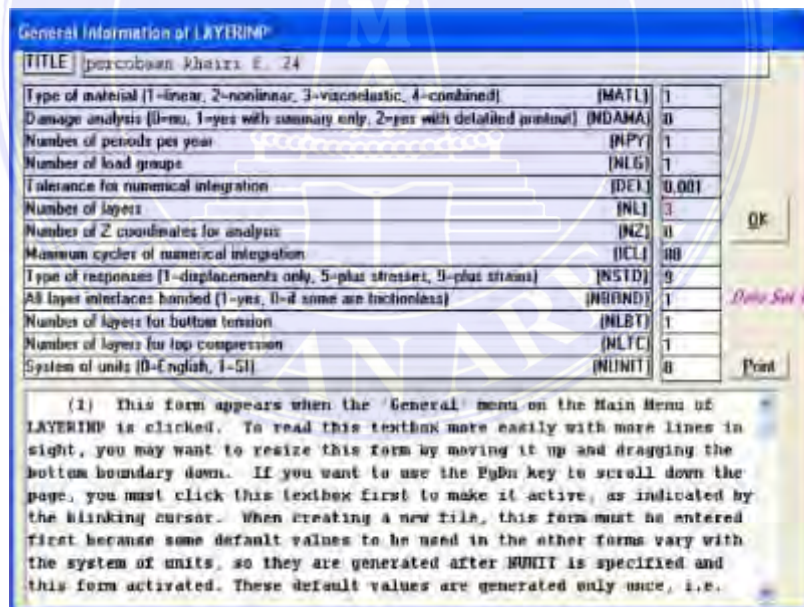 General Information of LAYERINP
TITLE percobaan khairi E. 24
Type of material (1=linear, 2=nonlinear, 3=viscoelastic, 4=combined) (MATL) 1
Damage analysis (0=no, 1=yes with summary only, 2=yes with detailed printout) (NDAMA) 0
Number of periods per year (NPY) 1
Number of load groups (NLG) 1
Tolerance for numerical integration (DEL) 0.001
Number of layers (NL) 3
Number of Z coordinates for analysis (NZ) 0
Maximum cycles of numerical integration (ICL) 80
Type of responses (1=displacements only, 5=plus stresses, 9=plus strains) (NSTD) 9
All layer interfaces bonded (1=yes, 0=if some are frictionless) (NBOND) 1
Number of layers for bottom tension (NLBT) 1
Number of layers for top compression (NLTC) 1
System of units (0=English, 1=SI) (NUNIT) 0
OK
Data Set
Print
(1) This form appears when the 'General' menu on the Main Menu of
LAYERINP is clicked. To read this textbox more easily with more lines in
sight, you may want to resize this form by moving it up and dragging the
bottom boundary down. If you want to use the PgDn key to scroll down the
page, you must click this textbox first to make it active, as indicated by
the blinking cursor. When creating a new file, this form must be entered
first because some default values to be used in the other forms vary with
the system of units, so they are generated after NUNIT is specified and
this form activated. These default values are generated only once, i.e.